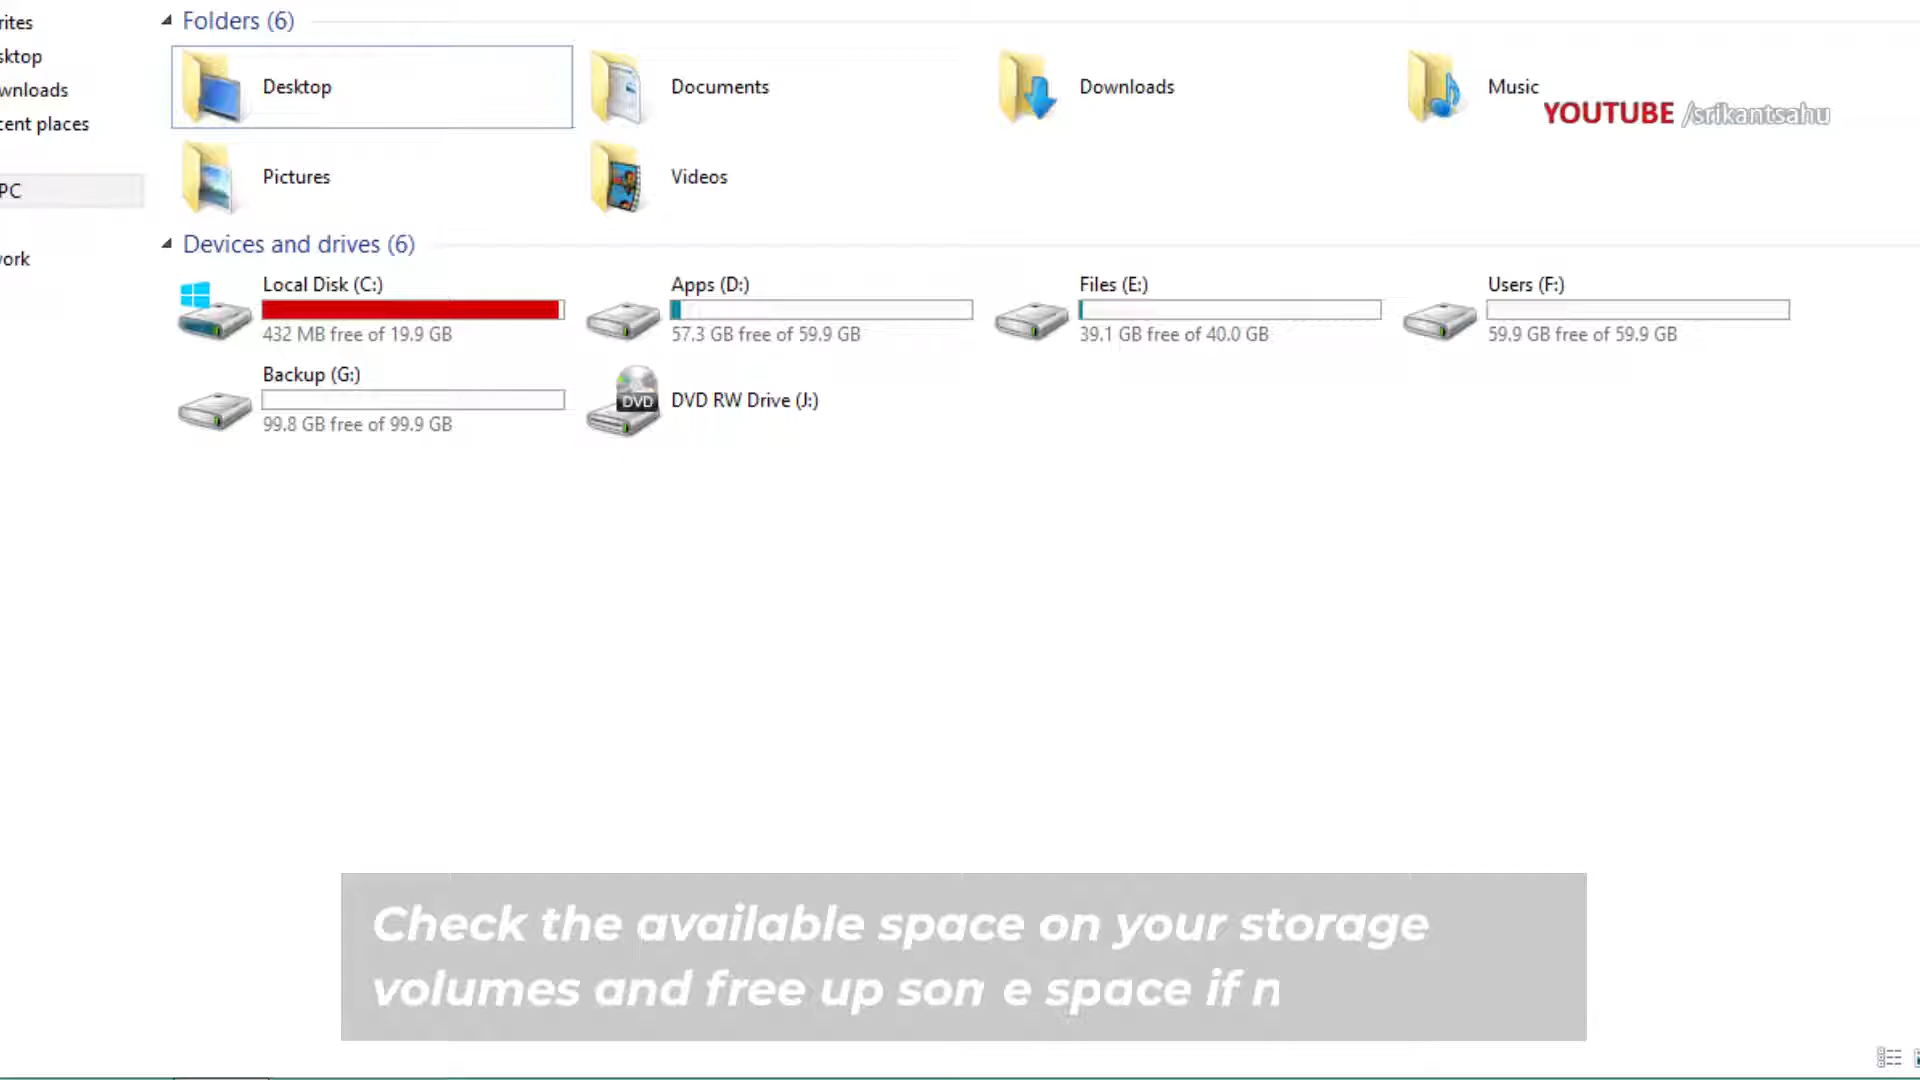 rites
Folders (6)
sktop
Desktop
Documents
Downloads
Music
wnloads
YOUTUBE /srikantsahu
cent places
Pictures
Videos
PC
Devices and drives (6)
ork
Local Disk (C:)
432 MB free of 19.9 GB
Apps (D:)
57.3 GB free of 59.9 GB
Files (E:)
39.1 GB free of 40.0 GB
Users (F:)
59.9 GB free of 59.9 GB
Backup (G:)
99.8 GB free of 99.9 GB
DVD
DVD RW Drive (J:)
Check the available space on your storage
volumes and free up son e space if n